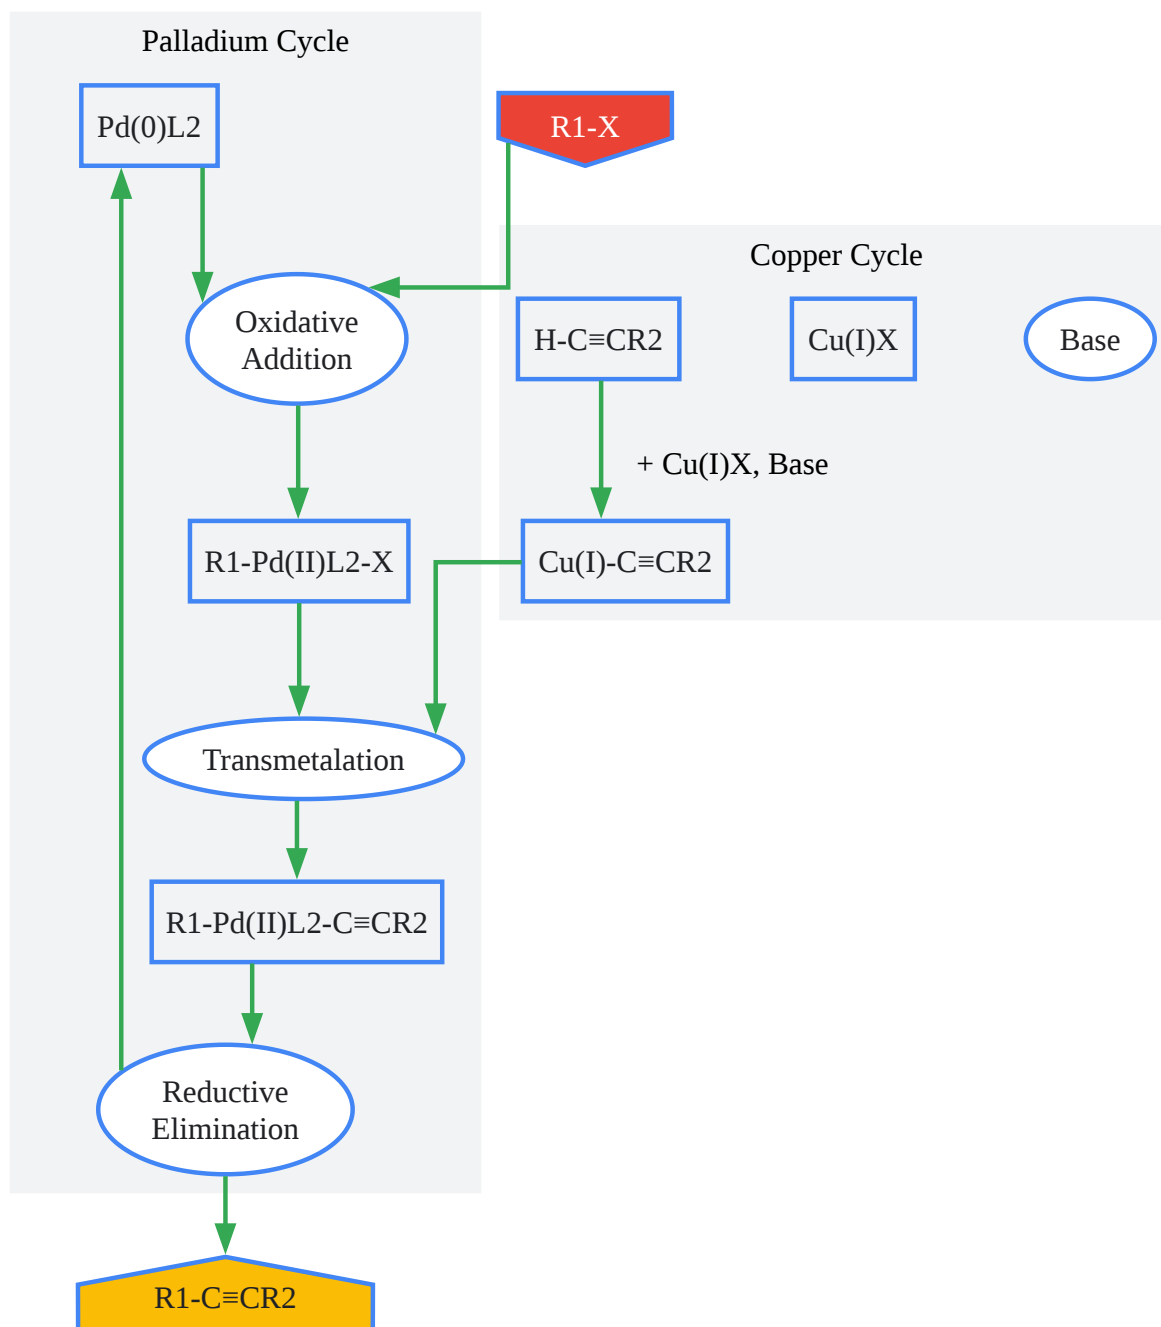 Palladium Cycle
Pd(0)L2
R1-X
Copper Cycle
Oxidative
Addition
H-C≡CR2
Cu(I)X
Base
+ Cu(I)X, Base
R1-Pd(II)L2-X
Cu(I)-C≡CR2
Transmetalation
R1-Pd(II)L2-C≡CR2
Reductive
Elimination
R1-C≡CR2